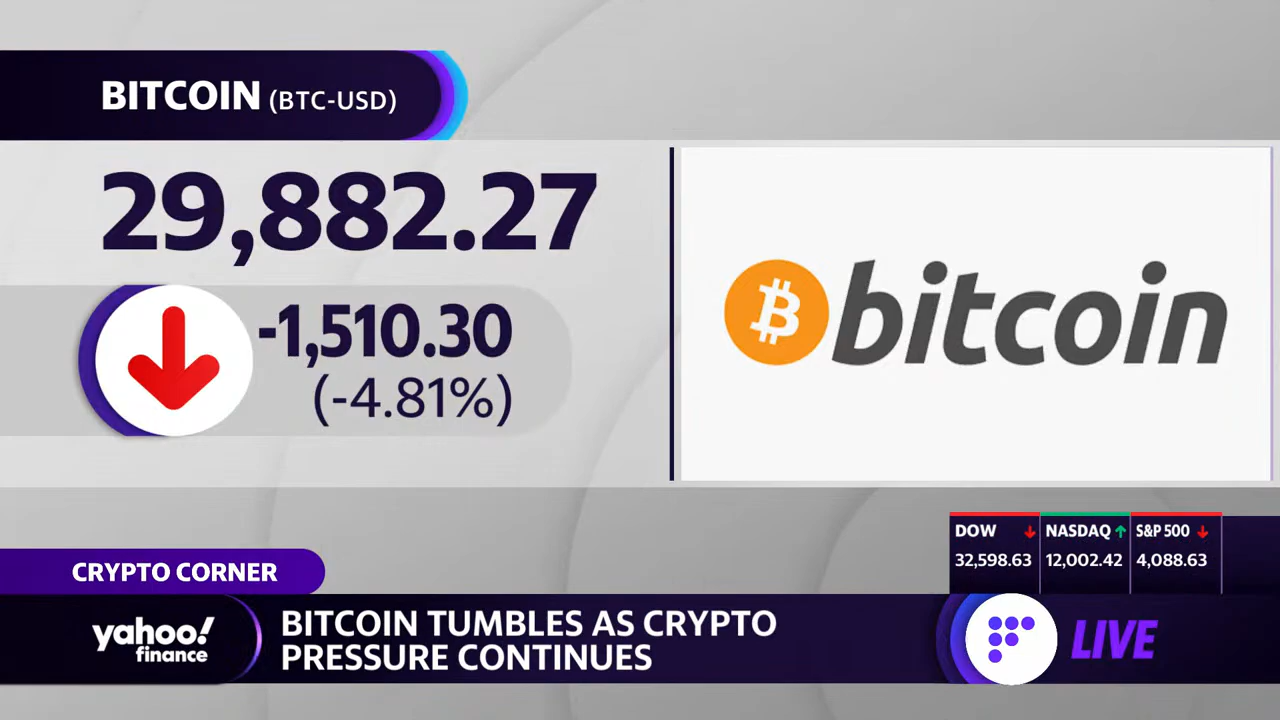 BITCOIN (BTC-USD)
29,882.27
-1,510.30
(-4.81%)
bitcoin
DOW
32,598.63
NASDAQ
12,002.42
S&P 500
4,088.63
CRYPTO CORNER
yahoo!
finance
BITCOIN TUMBLES AS CRYPTO
PRESSURE CONTINUES
LIVE